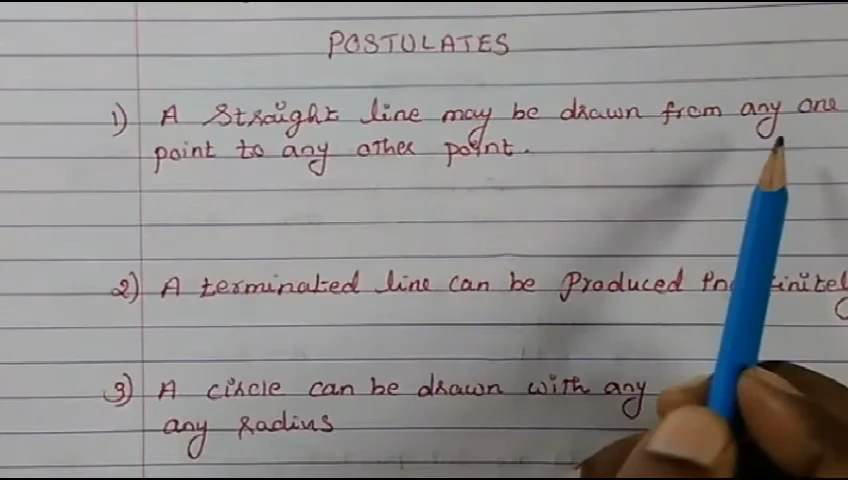 POSTULATES
1) A straight line may be drawn from any one
point to any other point.
2) A terminated line can be produced
3) A circle can be drawn with any
any radius